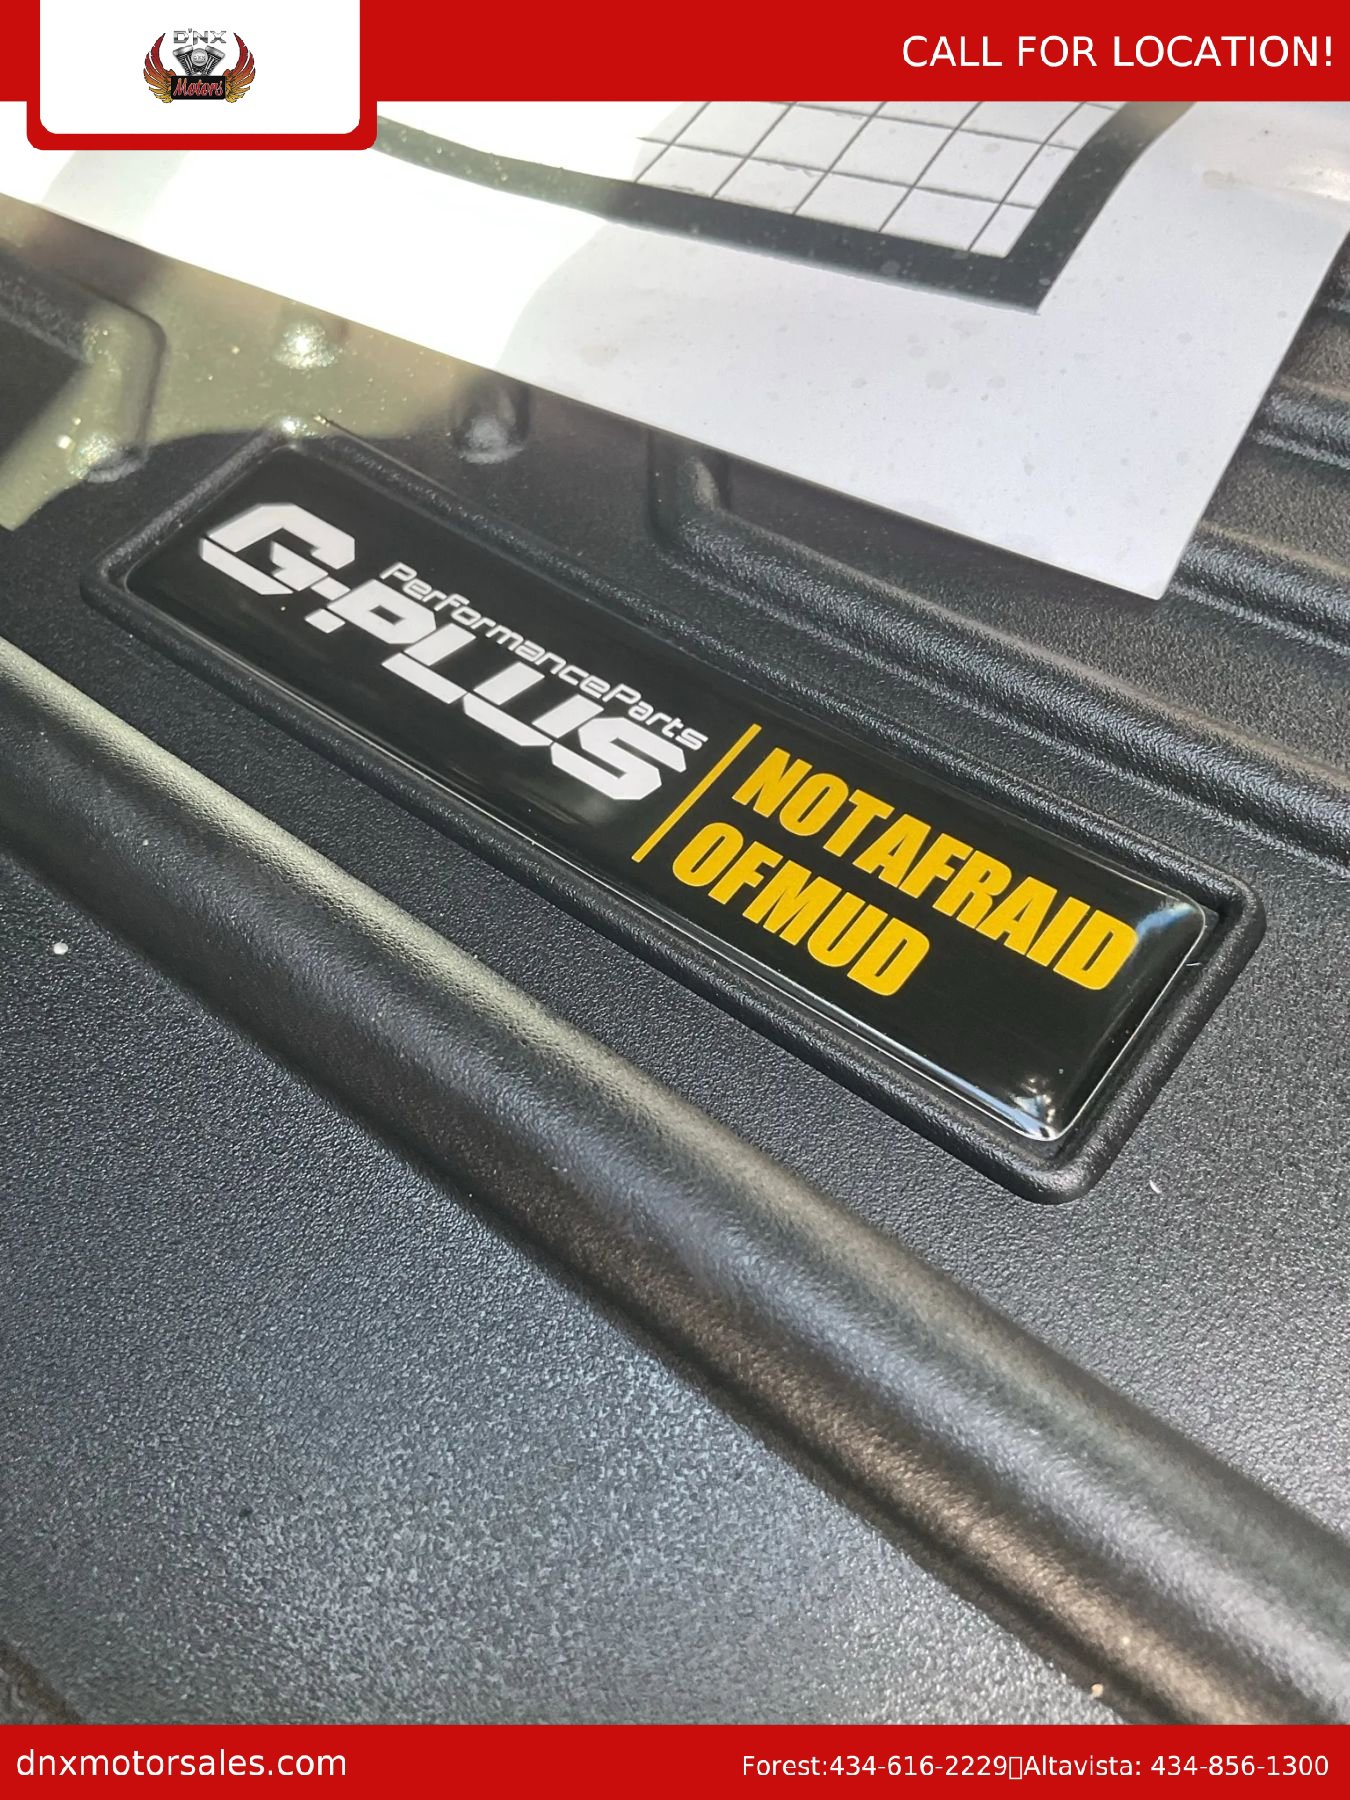 D'NX
Motors
CALL FOR LOCATION!
PerformanceParts
G-PLUS
NOTAFRAID
OFMUD
dnxmotorsales.com
Forest:434-616-2229▯Altavista: 434-856-1300